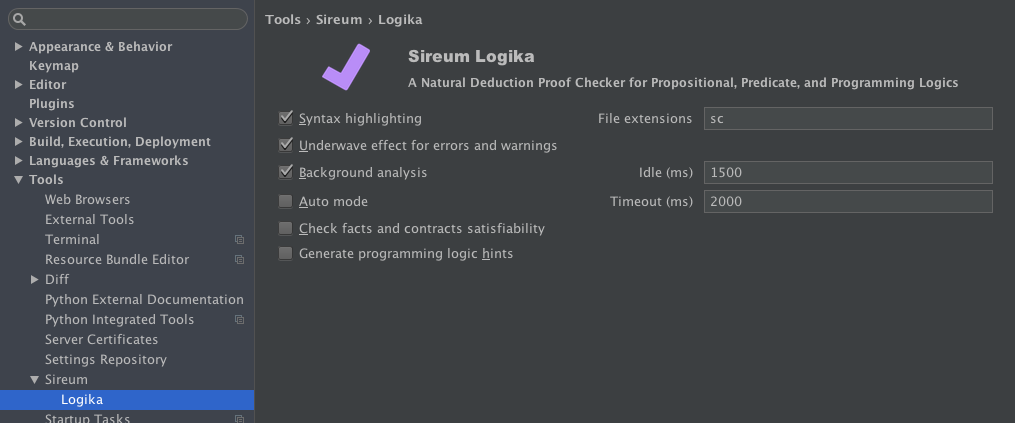 Appearance & Behavior
Keymap
Editor
Plugins
Version Control
Build, Execution, Deployment
Languages & Frameworks
Tools
Web Browsers
External Tools
Terminal
Resource Bundle Editor
Diff
Python External Documentation
Python Integrated Tools
Server Certificates
Settings Repository
Sireum
Logika
Startup Tasks
Tools › Sireum › Logika
Sireum Logika
A Natural Deduction Proof Checker for Propositional, Predicate, and Programming Logics
Syntax highlighting File extensions sc
Underwave effect for errors and warnings
Background analysis Idle (ms) 1500
Auto mode Timeout (ms) 2000
Check facts and contracts satisfiability
Generate programming logic hints